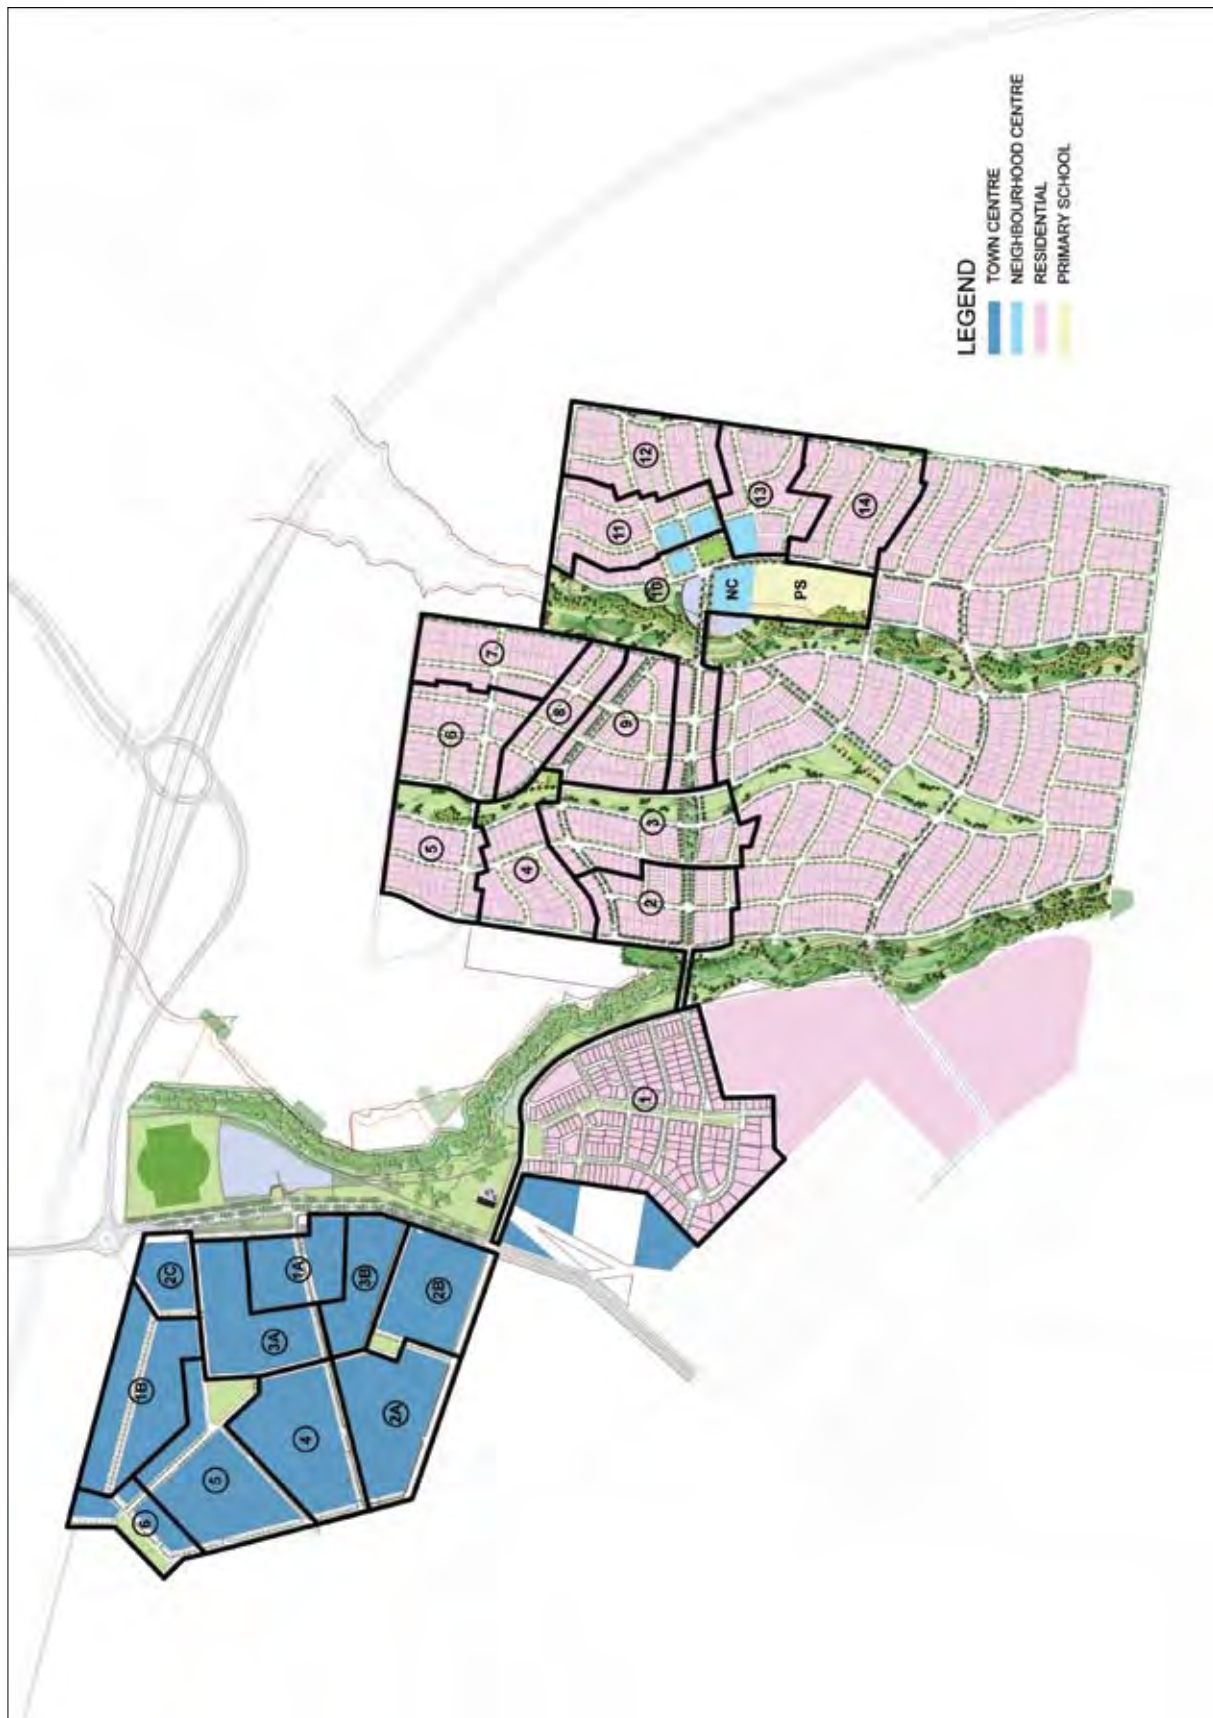 1B
2C
3A
1A
3B
2B
2A
4
5
6
1
2
3
4
5
6
7
8
9
10
11
12
13
14
NC
PS
LEGEND
TOWN CENTRE
NEIGHBOURHOOD CENTRE
RESIDENTIAL
PRIMARY SCHOOL